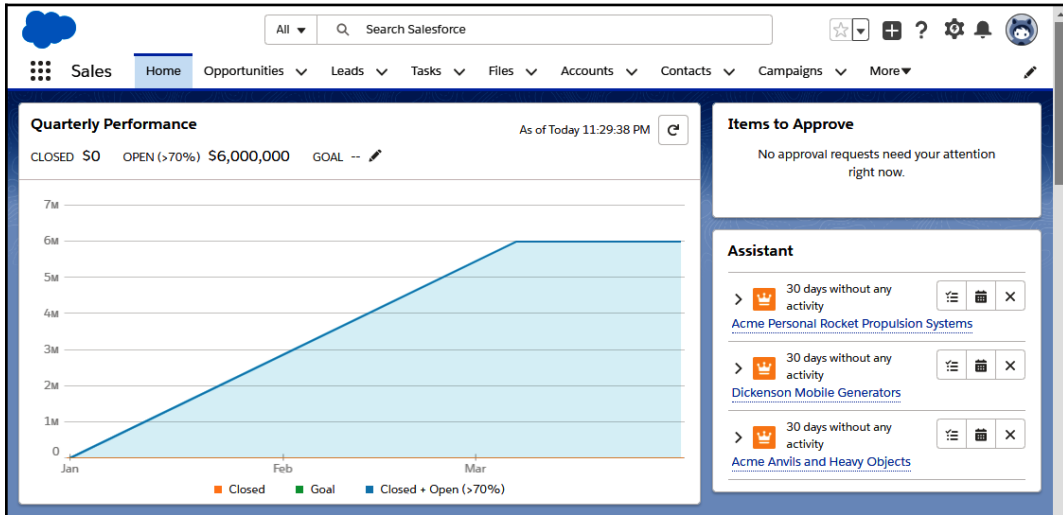 All
Search Salesforce
Sales
Home
Opportunities
Leads
Tasks
Files
Accounts
Contacts
Campaigns
More
Quarterly Performance
As of Today 11:29:38 PM
CLOSED $0 OPEN (>70%) $6,000,000 GOAL --
7M
6M
5M
4M
3M
2M
1M
0
Jan
Feb
Mar
Closed
Goal
Closed + Open (>70%)
Items to Approve
No approval requests need your attention
right now.
Assistant
30 days without any
activity
Acme Personal Rocket Propulsion Systems
30 days without any
activity
Dickenson Mobile Generators
30 days without any
activity
Acme Anvils and Heavy Objects